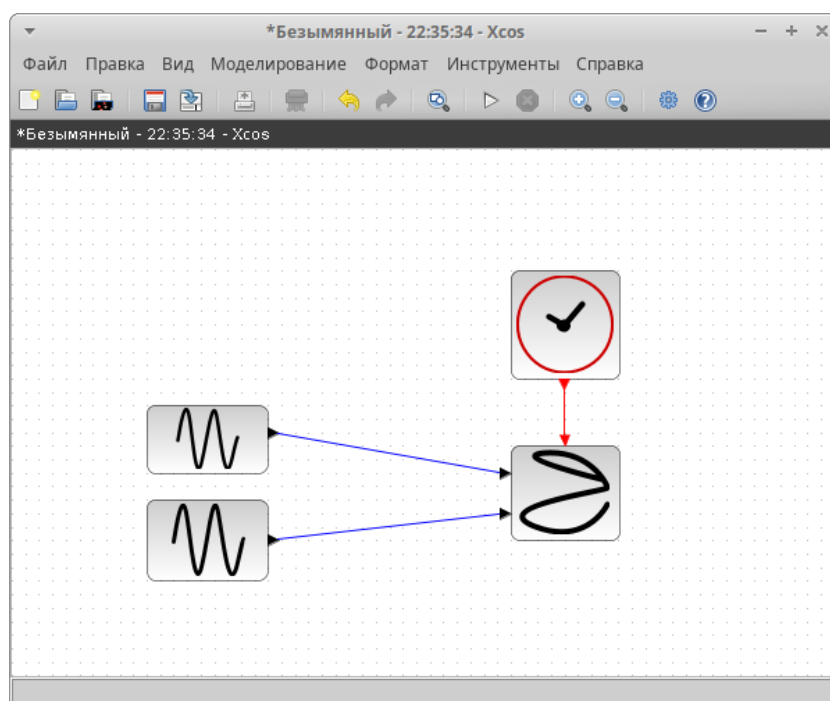 *Безымянный - 22:35:34 - Xcos
Файл Правка Вид Моделирование Формат Инструменты Справка
*Безымянный - 22:35:34 - Xcos